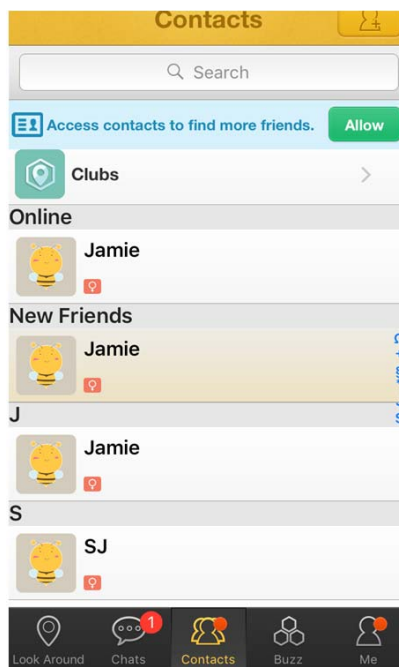 Contacts
Search
Access contacts to find more friends.
Allow
Clubs
Online
Jamie
New Friends
Jamie
J
Jamie
S
SJ
1
Look Around
Chats
Contacts
Buzz
Me